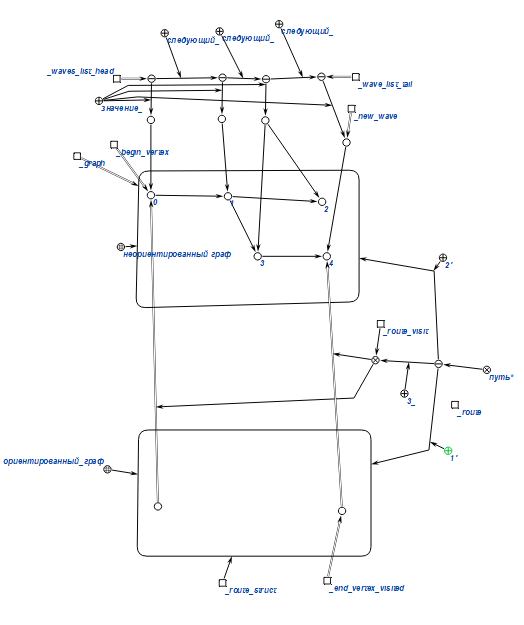 следующий_
следующий_
следующий_
_waves_list_head
_wave_list_tail
значение_
_new_wave
_begin_vertex
_graph
0
1
2
неориентированный граф
3
4
2'
_route_visit
путь*
3_
_route
1'
ориентированный_граф
_route_struct
_end_vertex_visited